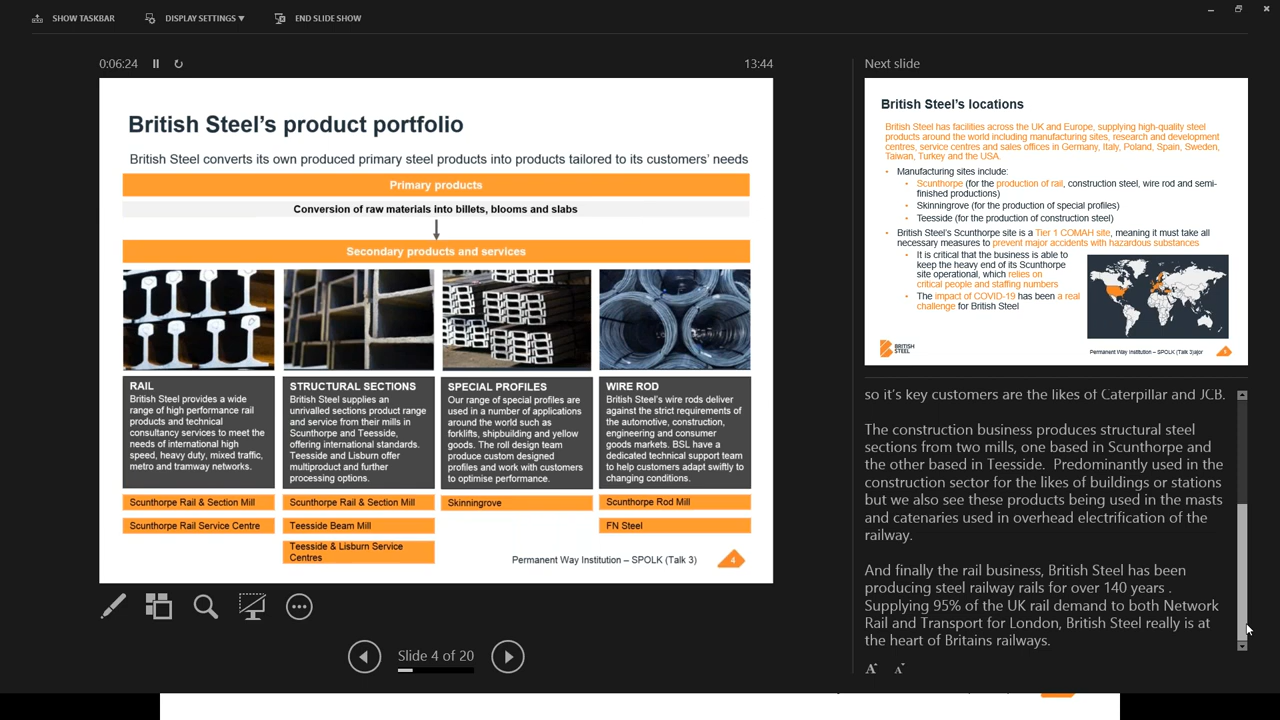 SHOW TASKBAR
DISPLAY SETTINGS ▼
END SLIDE SHOW
0:06:24
13:44
British Steel's product portfolio
British Steel converts its own produced primary steel products into products tailored to its customers' needs
Primary products
Conversion of raw materials into billets, blooms and slabs
Secondary products and services
RAIL
British Steel provides a wide
range of high performance rail
products and technical
consultancy services to meet the
needs of international high
speed, heavy duty, mixed traffic,
metro and tramway networks.
Scunthorpe Rail & Section Mill
Scunthorpe Rail Service Centre
STRUCTURAL SECTIONS
British Steel supplies an
unrivalled sections product range
and service from their mills in
Scunthorpe and Teesside,
offering international standards.
Teesside and Lisburn offer
multiproduct and further
processing options.
Scunthorpe Rail & Section Mill
Teesside Beam Mill
Teesside & Lisburn Service
Centres
SPECIAL PROFILES
Our range of special profiles are
used in a number of applications
around the world such as
forklifts, shipbuilding and yellow
goods. The roll design team
produce custom designed
profiles and work with customers
to optimise performance.
Skinningrove
WIRE ROD
British Steel's wire rods deliver
against the strict requirements of
the automotive, construction,
engineering and consumer
goods markets. BSL have a
dedicated technical support team
to help customers adapt swiftly to
changing conditions.
Scunthorpe Rod Mill
FN Steel
Permanent Way Institution – SPOLK (Talk 3)
4
Slide 4 of 20
Next slide
British Steel's locations
British Steel has facilities across the UK and Europe, supplying high-quality steel
products around the world including manufacturing sites, research and development
centres, service centres and sales offices in Germany, Italy, Poland, Spain, Sweden,
Taiwan, Turkey and the USA.
• Manufacturing sites include:
• Scunthorpe (for the production of rail, construction steel, wire rod and semi-
finished productions)
• Skinningrove (for the production of special profiles)
• Teesside (for the production of construction steel)
• British Steel's Scunthorpe site is a Tier 1 COMAH site, meaning it must take all
necessary measures to prevent major accidents with hazardous substances
• It is critical that the business is able to
keep the heavy end of its Scunthorpe
site operational, which relies on
critical people and staffing numbers
• The impact of COVID-19 has been a real
challenge for British Steel
BRITISH
STEEL
Permanent Way Institution – SPOLK (Talk 3)ajor
so it's key customers are the likes of Caterpillar and JCB.
The construction business produces structural steel
sections from two mills, one based in Scunthorpe and
the other based in Teesside. Predominantly used in the
construction sector for the likes of buildings or stations
but we also see these products being used in the masts
and catenaries used in overhead electrification of the
railway.
And finally the rail business, British Steel has been
producing steel railway rails for over 140 years .
Supplying 95% of the UK rail demand to both Network
Rail and Transport for London, British Steel really is at
the heart of Britains railways.
A A